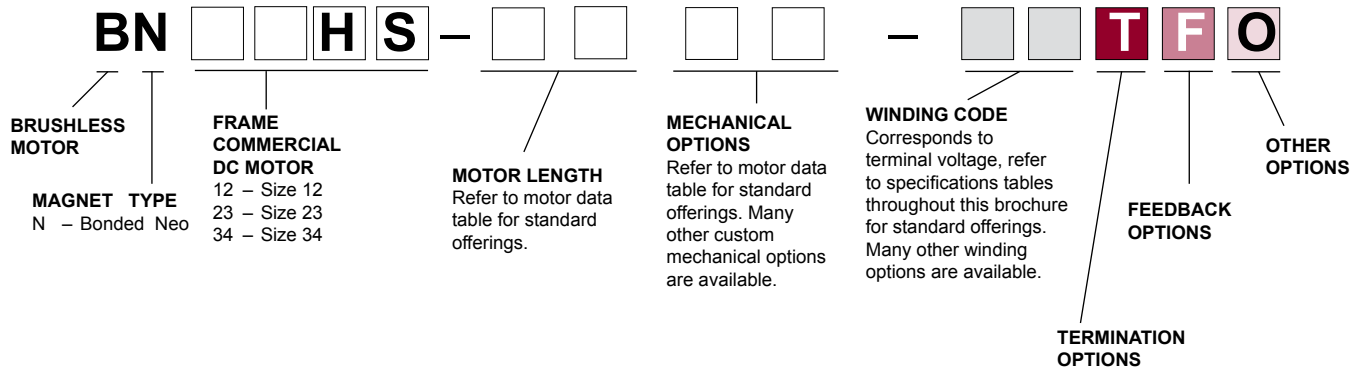 BN HS – – TFO
BRUSHLESS
MOTOR
MAGNET TYPE
N – Bonded Neo
FRAME
COMMERCIAL
DC MOTOR
12 – Size 12
23 – Size 23
34 – Size 34
MOTOR LENGTH
Refer to motor data
table for standard
offerings.
MECHANICAL
OPTIONS
Refer to motor data
table for standard
offerings. Many
other custom
mechanical options
are available.
WINDING CODE
Corresponds to
terminal voltage, refer
to specifications tables
throughout this brochure
for standard offerings.
Many other winding
options are available.
TERMINATION
OPTIONS
FEEDBACK
OPTIONS
OTHER
OPTIONS